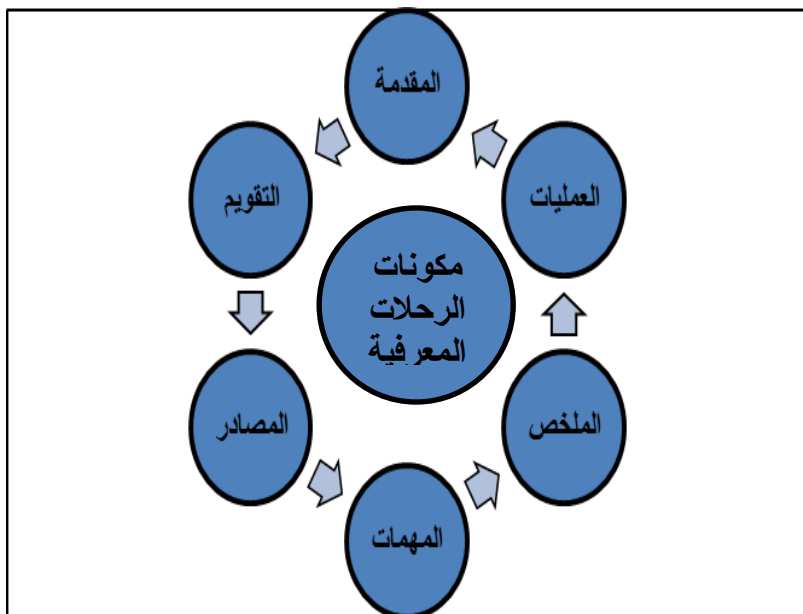 المقدمة
العمليات
التقويم
مكونات
الرحلات
المعرفية
الملخص
المصادر
المهمات